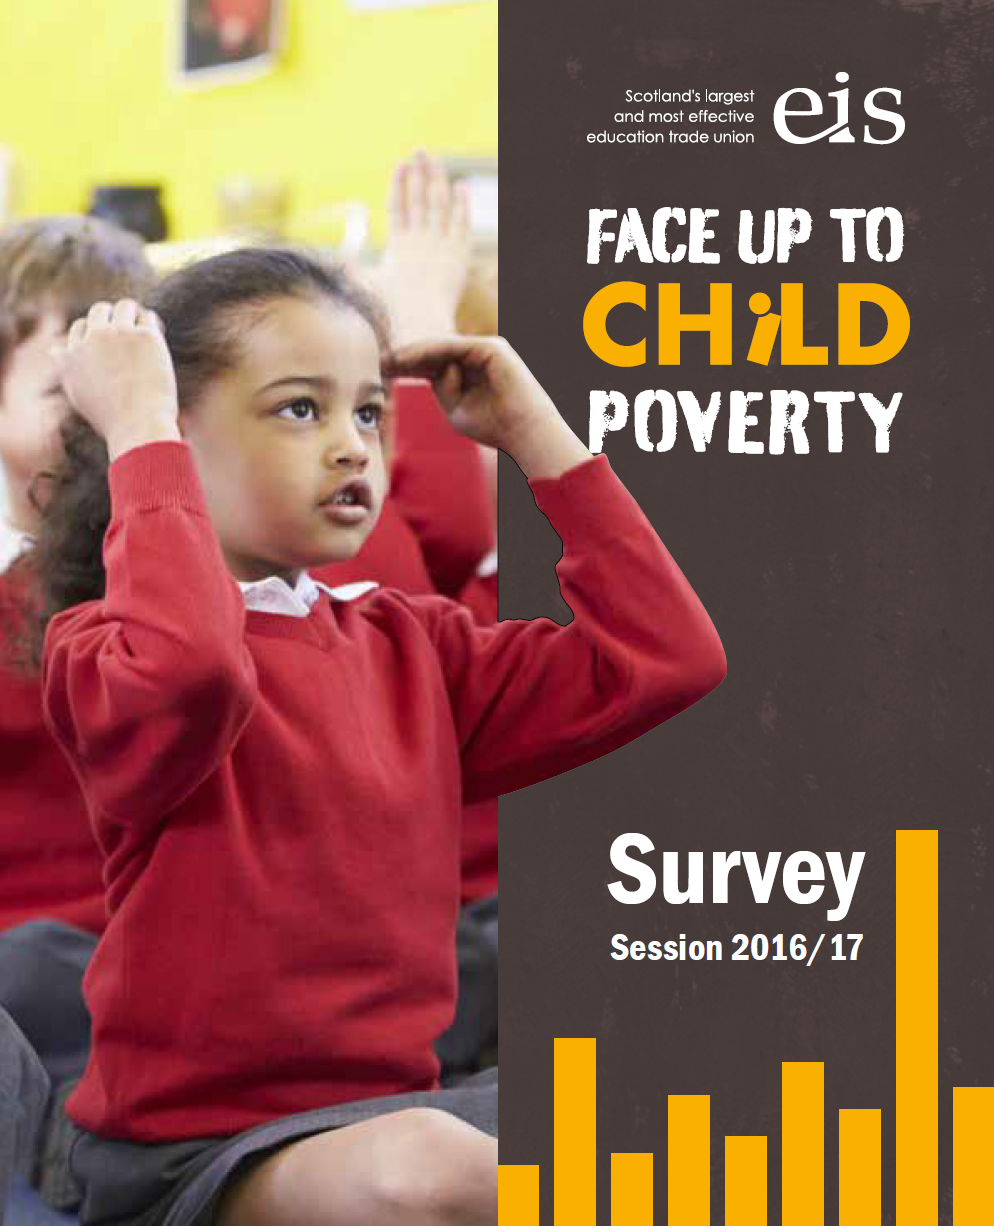 Scotland's largest
and most effective
education trade union
eis
FACE UP TO
CHiLD
POVERTY
Survey
Session 2016/17